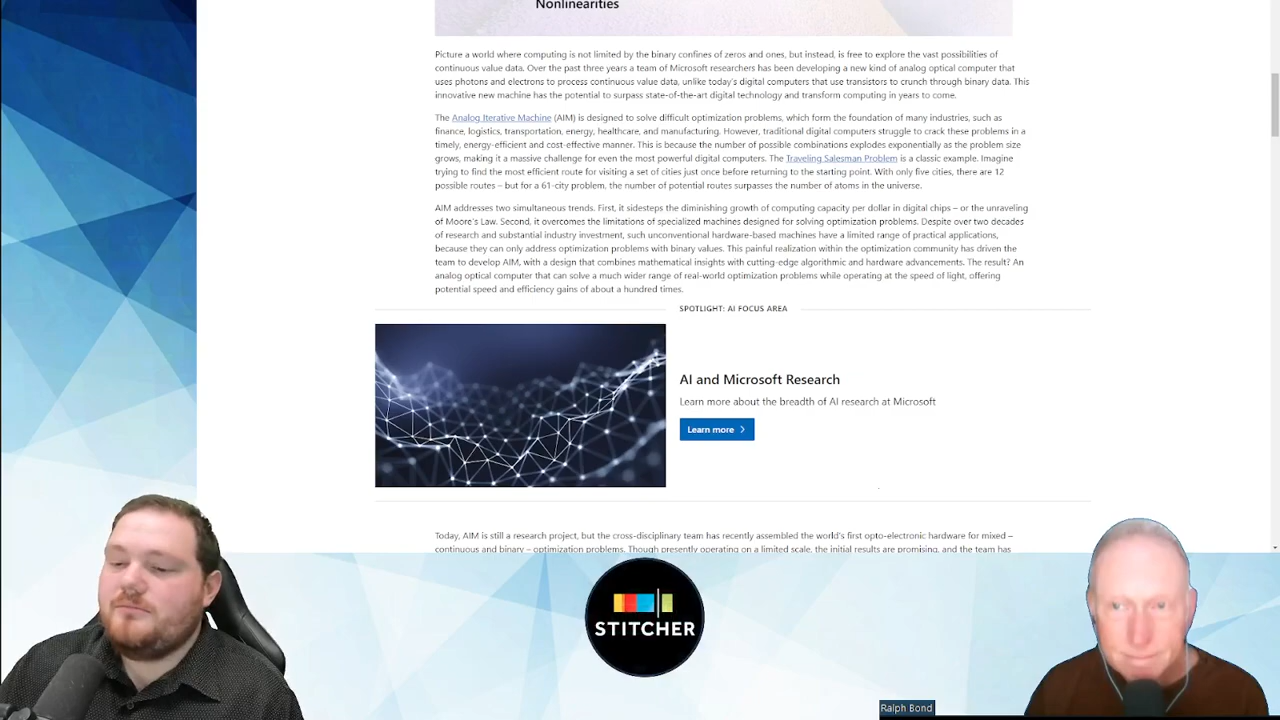 Nonlinearities
Picture a world where computing is not limited by the binary confines of zeros and ones, but instead, is free to explore the vast possibilities of
continuous value data. Over the past three years a team of Microsoft researchers has been developing a new kind of analog optical computer that
uses photons and electrons to process continuous value data, unlike today's digital computers that use transistors to crunch through binary data. This
innovative new machine has the potential to surpass state-of-the-art digital technology and transform computing in years to come.
The Analog Iterative Machine (AIM) is designed to solve difficult optimization problems, which form the foundation of many industries, such as
finance, logistics, transportation, energy, healthcare, and manufacturing. However, traditional digital computers struggle to crack these problems in a
timely, energy-efficient and cost-effective manner. This is because the number of possible combinations explodes exponentially as the problem size
grows, making it a massive challenge for even the most powerful digital computers. The Traveling Salesman Problem is a classic example. Imagine
trying to find the most efficient route for visiting a set of cities just once before returning to the starting point. With only five cities, there are 12
possible routes – but for a 61-city problem, the number of potential routes surpasses the number of atoms in the universe.
AIM addresses two simultaneous trends. First, it sidesteps the diminishing growth of computing capacity per dollar in digital chips – or the unraveling
of Moore's Law. Second, it overcomes the limitations of specialized machines designed for solving optimization problems. Despite over two decades
of research and substantial industry investment, such unconventional hardware-based machines have a limited range of practical applications,
because they can only address optimization problems with binary values. This painful realization within the optimization community has driven the
team to develop AIM, with a design that combines mathematical insights with cutting-edge algorithmic and hardware advancements. The result? An
analog optical computer that can solve a much wider range of real-world optimization problems while operating at the speed of light, offering
potential speed and efficiency gains of about a hundred times.
SPOTLIGHT: AI FOCUS AREA
AI and Microsoft Research
Learn more about the breadth of AI research at Microsoft
Learn more
Today, AIM is still a research project, but the cross-disciplinary team has recently assembled the world's first opto-electronic hardware for mixed –
continuous and binary – optimization problems. Though presently operating on a limited scale, the initial results are promising, and the team has
STITCHER
Ralph Bond